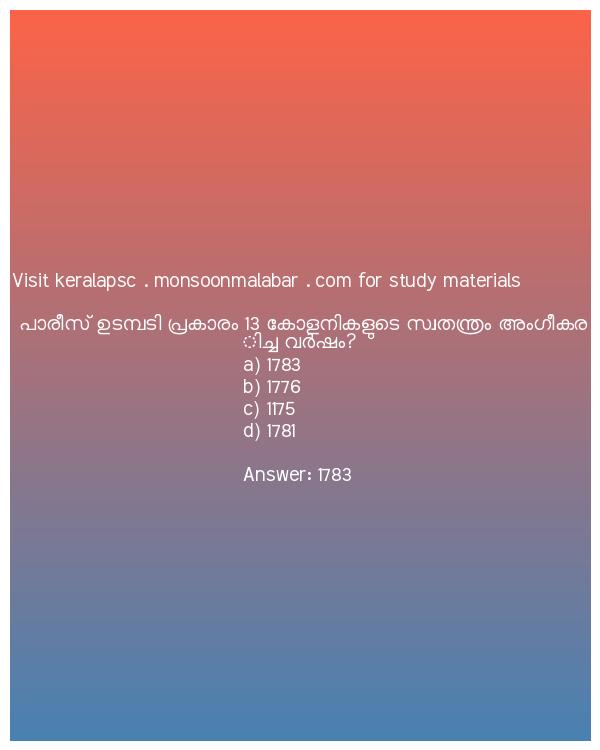 Visit keralapsc . monsoonmalabar . com for study materials
പാരീസ് ഉടമ്പടി പ്രകാരം 13 കോളനികളുടെ സ്വതന്ത്രം അംഗീകര
ിച്ച വർഷം?
a) 1783
b) 1776
c) 1175
d) 1781
Answer: 1783